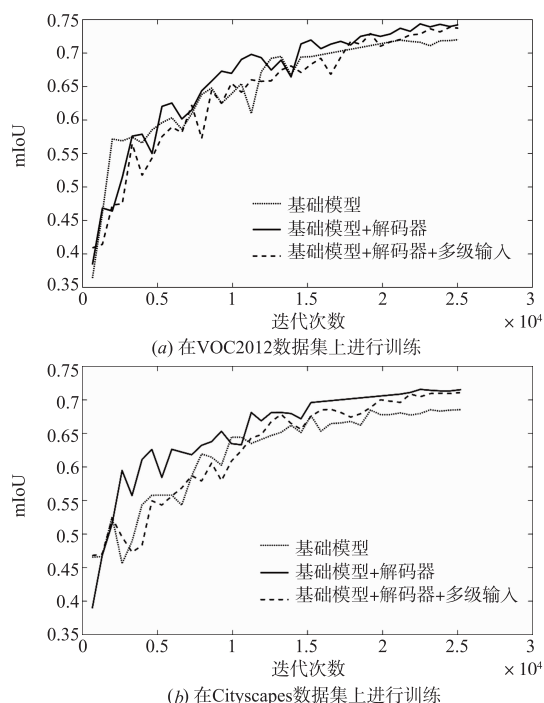 0.75
0.7
0.65
0.6
0.55
0.5
0.45
0.4
0.35
mIoU
基础模型
基础模型+解码器
基础模型+解码器+多级输入
0 0.5 1 1.5 2 2.5 3
迭代次数
× 10⁴
(a) 在VOC2012数据集上进行训练
0.75
0.7
0.65
0.6
0.55
0.5
0.45
0.4
0.35
mIoU
基础模型
基础模型+解码器
基础模型+解码器+多级输入
0 0.5 1 1.5 2 2.5 3
迭代次数
× 10⁴
(b) 在Cityscapes数据集上进行训练